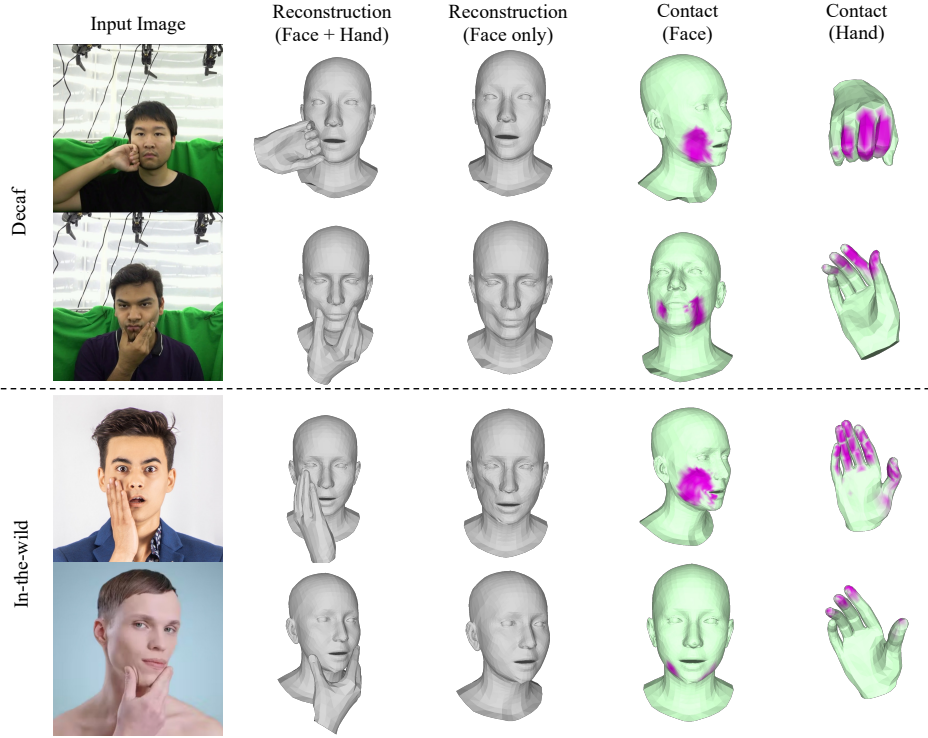 Input Image
Reconstruction
(Face + Hand)
Reconstruction
(Face only)
Contact
(Face)
Contact
(Hand)
Decaf
In-the-wild